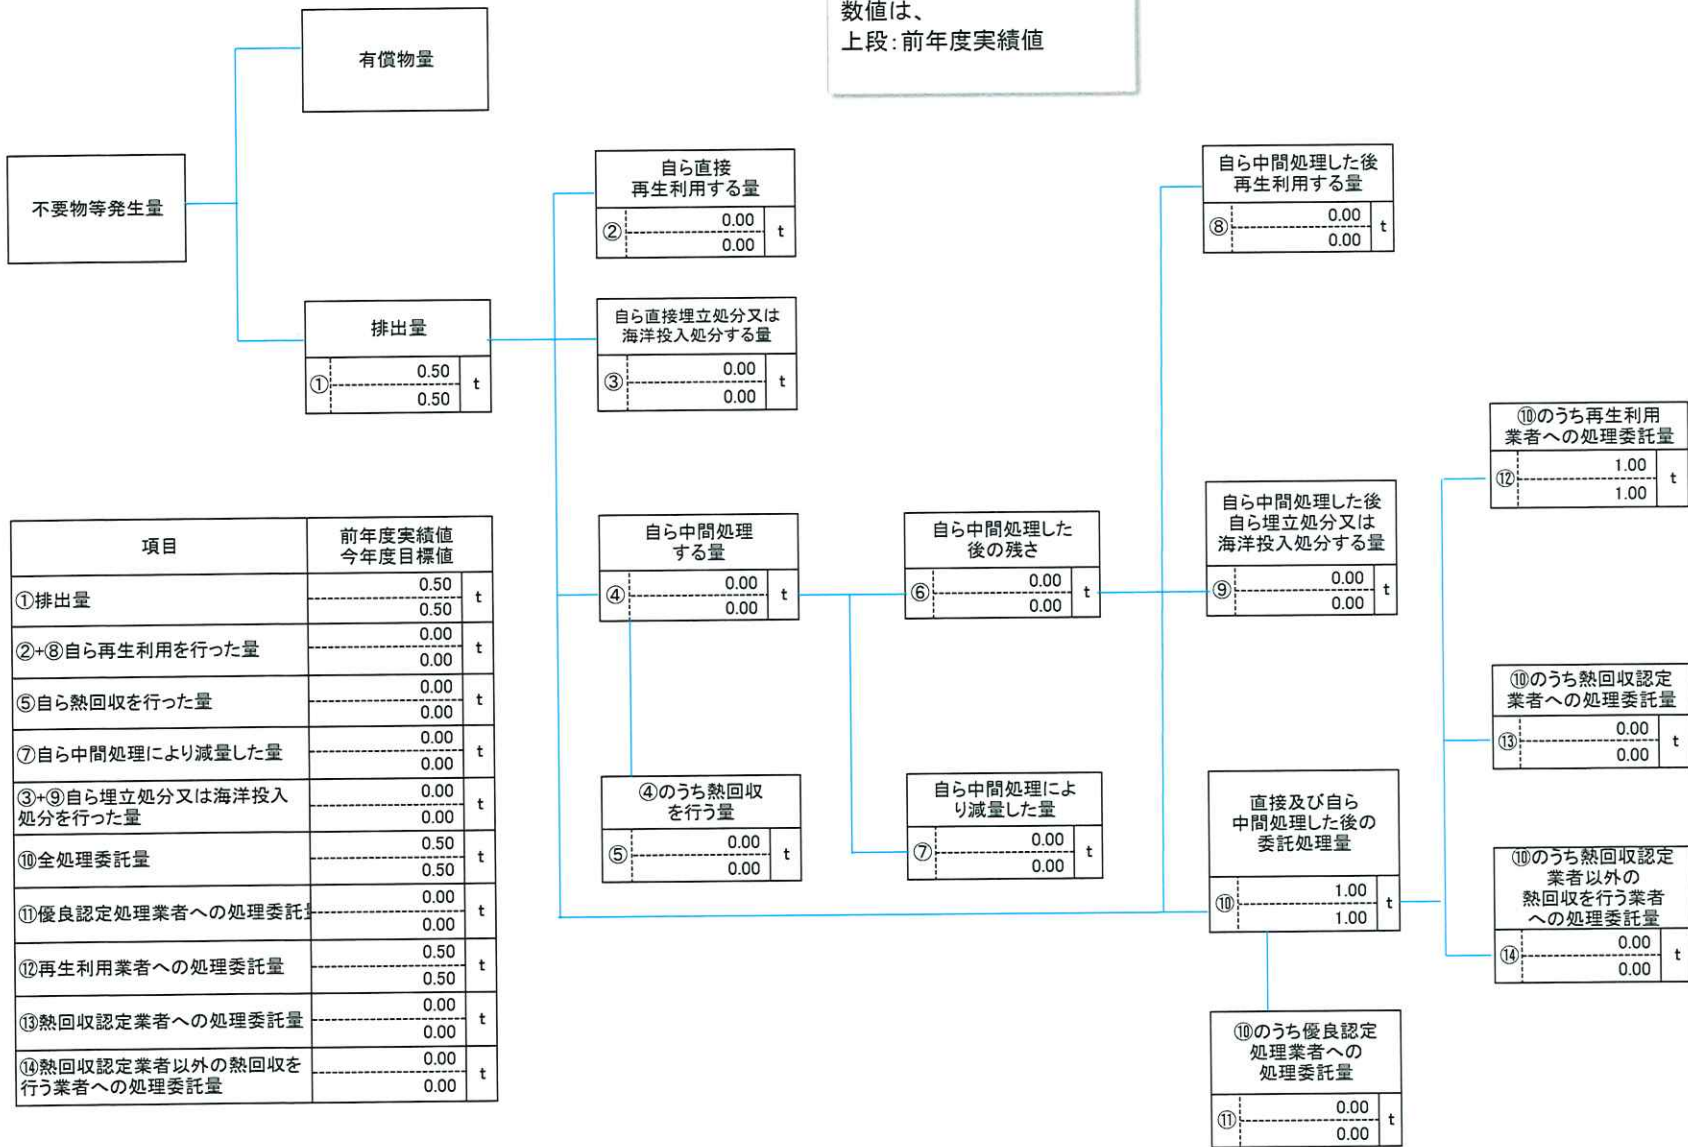 数値は、
上段:前年度実績値
有償物量
不要物等発生量
排出量
① 0.50 t
0.50
自ら直接
再生利用する量
② 0.00 t
0.00
自ら直接埋立処分又は
海洋投入処分する量
③ 0.00 t
0.00
自ら中間処理
する量
④ 0.00 t
0.00
④のうち熱回収
を行う量
⑤ 0.00 t
0.00
自ら中間処理した
後の残さ
⑥ 0.00 t
0.00
自ら中間処理によ
り減量した量
⑦ 0.00 t
0.00
自ら中間処理した後
再生利用する量
⑧ 0.00 t
0.00
自ら中間処理した後
自ら埋立処分又は
海洋投入処分する量
⑨ 0.00 t
0.00
直接及び自ら
中間処理した後の
委託処理量
⑩ 1.00 t
1.00
⑩のうち優良認定
処理業者への
処理委託量
⑪ 0.00 t
0.00
⑩のうち再生利用
業者への処理委託量
⑫ 1.00 t
1.00
⑩のうち熱回収認定
業者への処理委託量
⑬ 0.00 t
0.00
⑩のうち熱回収認定
業者以外の
熱回収を行う業者
への処理委託量
⑭ 0.00 t
0.00
項目 前年度実績値
今年度目標値
①排出量 0.50 t
0.50
②+⑧自ら再生利用を行った量 0.00 t
0.00
⑤自ら熱回収を行った量 0.00 t
0.00
⑦自ら中間処理により減量した量 0.00 t
0.00
③+⑨自ら埋立処分又は海洋投入 0.00 t
処分を行った量 0.00
⑩全処理委託量 0.50 t
0.50
⑪優良認定処理業者への処理委託 0.00 t
0.00
⑫再生利用業者への処理委託量 0.50 t
0.50
⑬熱回収認定業者への処理委託量 0.00 t
0.00
⑭熱回収認定業者以外の熱回収を 0.00 t
行う業者への処理委託量 0.00